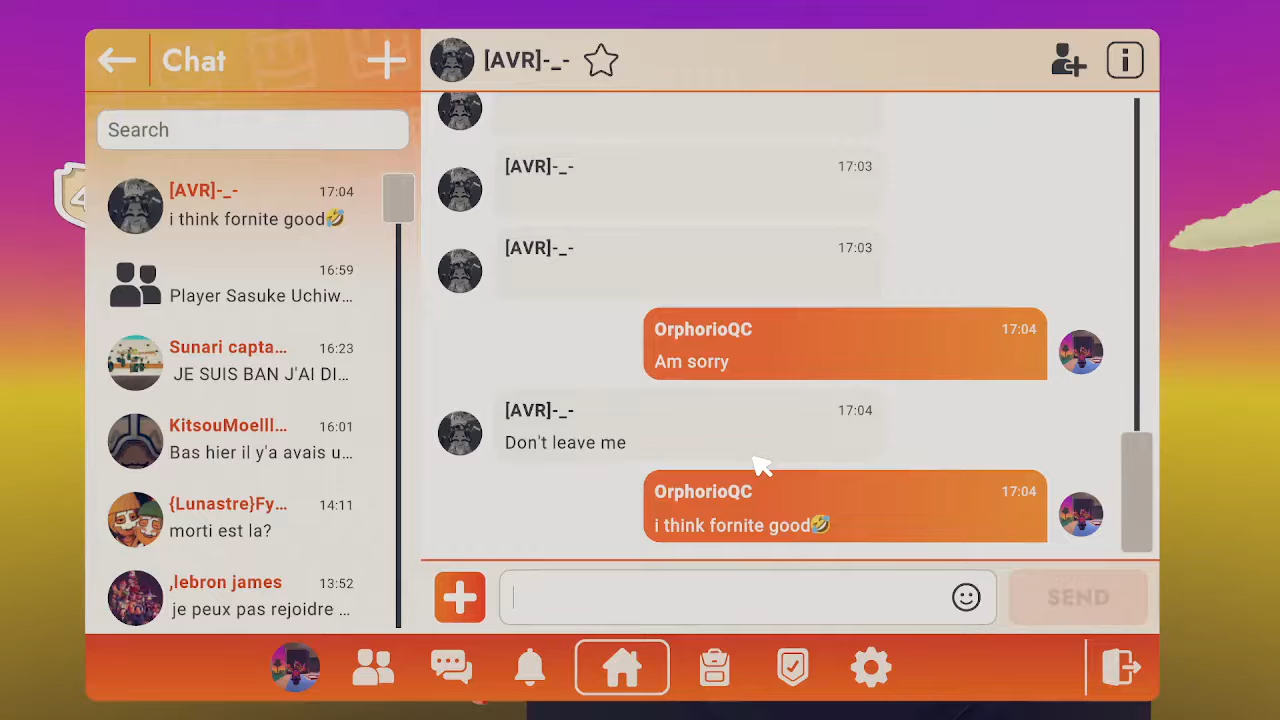 Chat
Search
[AVR]-_- 17:04
i think fornite good🤣
16:59
Player Sasuke Uchiw...
Sunari capta... 16:23
JE SUIS BAN J'AI DI...
KitsouMoelll... 16:01
Bas hier il y'a avais u...
{Lunastre}Fy... 14:11
morti est la?
,lebron james 13:52
je peux pas rejoidre ...
[AVR]-_-
[AVR]-_- 17:03
[AVR]-_- 17:03
OrphorioQC 17:04
Am sorry
[AVR]-_- 17:04
Don't leave me
OrphorioQC 17:04
i think fornite good🤣
SEND